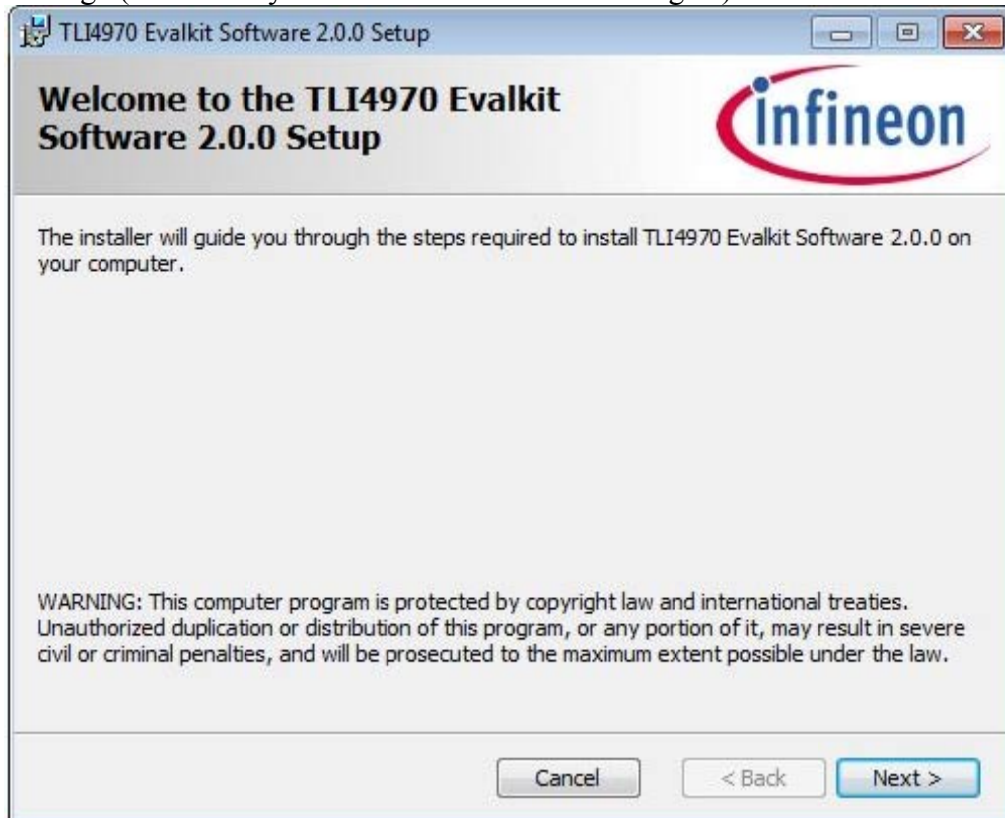 TLI4970 Evalkit Software 2.0.0 Setup
Welcome to the TLI4970 Evalkit
Software 2.0.0 Setup
infineon
The installer will guide you through the steps required to install TLI4970 Evalkit Software 2.0.0 on
your computer.
WARNING: This computer program is protected by copyright law and international treaties.
Unauthorized duplication or distribution of this program, or any portion of it, may result in severe
civil or criminal penalties, and will be prosecuted to the maximum extent possible under the law.
Cancel < Back Next >